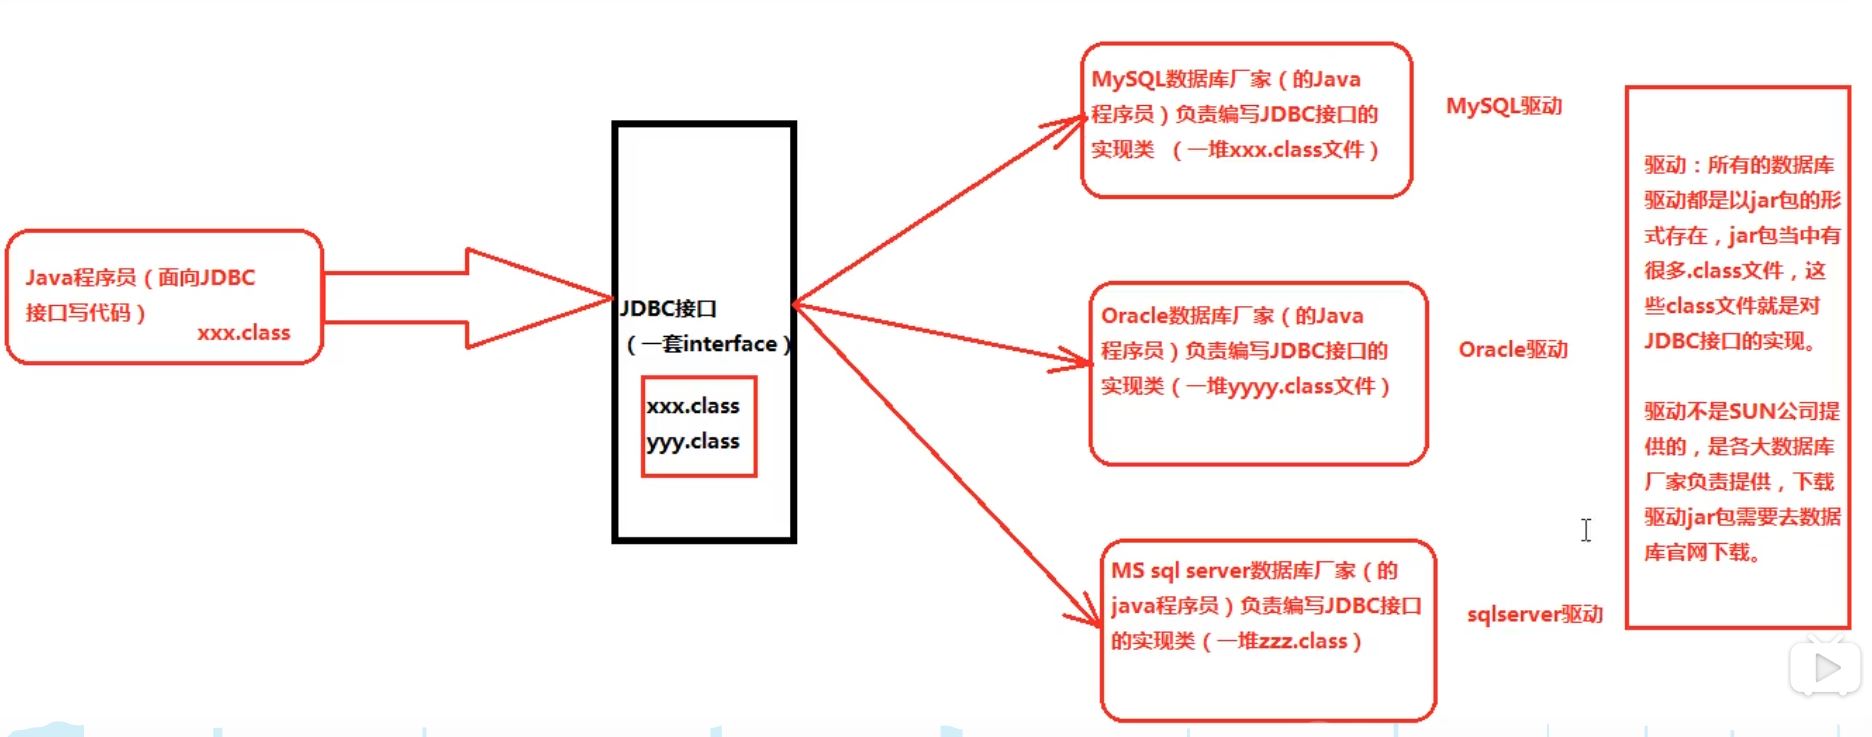 Java程序员（面向JDBC
接口写代码）
xxx.class
JDBC接口
（一套interface）
xxx.class
yyy.class
MySQL数据库厂家（的Java
程序员）负责编写JDBC接口的
实现类 （一堆xxx.class文件）
MySQL驱动
Oracle数据库厂家（的Java
程序员）负责编写JDBC接口的
实现类（一堆yyyy.class文件）
Oracle驱动
MS sql server数据库厂家（的
java程序员）负责编写JDBC接口
的实现类（一堆zzz.class）
sqlserver驱动
驱动：所有的数据库
驱动都是以jar包的形
式存在，jar包当中有
很多.class文件，这
些class文件就是对
JDBC接口的实现。
驱动不是SUN公司提
供的，是各大数据库
厂家负责提供，下载
驱动jar包需要去数据
库官网下载。